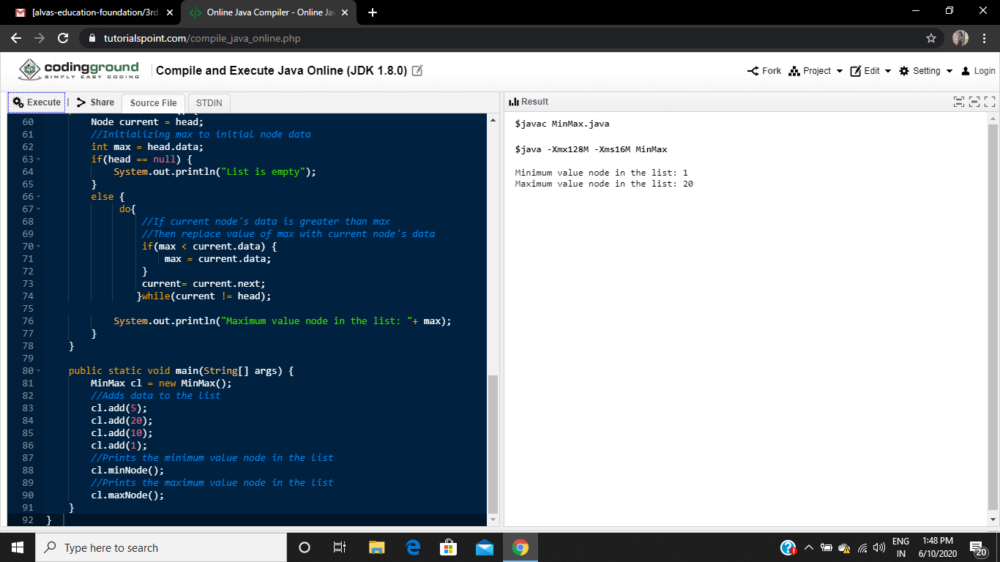 [alvas-education-foundation/3rd
Online Java Compiler - Online Jav
tutorialspoint.com/compile_java_online.php
codingground
SIMPLY EASY CODING
Compile and Execute Java Online (JDK 1.8.0)
Fork Project Edit Setting Login
Execute | Share Source File STDIN
60 Node current = head;
61 //Initializing max to initial node data
62 int max = head.data;
63 if(head == null) {
64 System.out.println("List is empty");
65 }
66 else {
67 do{
68 //If current node's data is greater than max
69 //Then replace value of max with current node's data
70 if(max < current.data) {
71 max = current.data;
72 }
73 current= current.next;
74 }while(current != head);
75
76 System.out.println("Maximum value node in the list: "+ max);
77 }
78 }
79
80 public static void main(String[] args) {
81 MinMax cl = new MinMax();
82 //Adds data to the list
83 cl.add(5);
84 cl.add(20);
85 cl.add(10);
86 cl.add(1);
87 //Prints the minimum value node in the list
88 cl.minNode();
89 //Prints the maximum value node in the list
90 cl.maxNode();
91 }
92 }
Result
$javac MinMax.java
$java -Xmx128M -Xms16M MinMax
Minimum value node in the list: 1
Maximum value node in the list: 20
Type here to search
ENG
IN
1:48 PM
6/10/2020
20